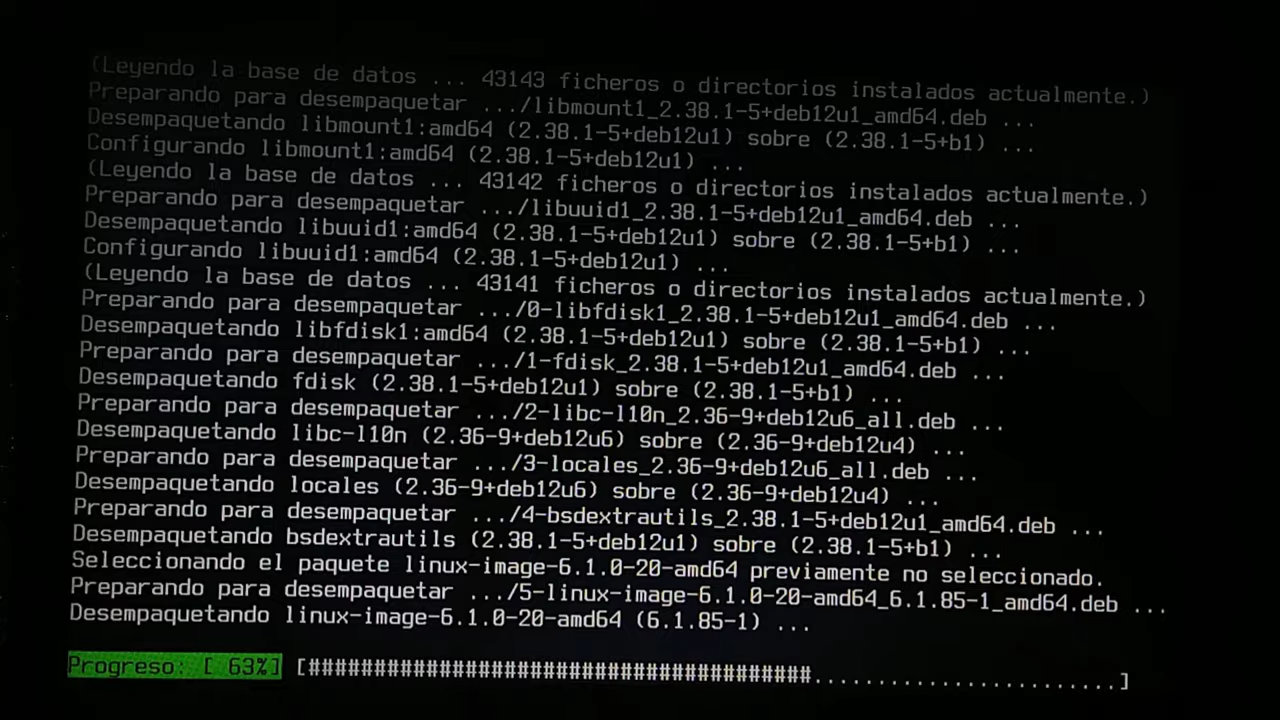 (Leyendo la base de datos ... 43143 ficheros o directorios instalados actualmente.)
Preparando para desempaquetar .../libmount1_2.38.1-5+deb12u1_amd64.deb ...
Desempaquetando libmount1:amd64 (2.38.1-5+deb12u1) sobre (2.38.1-5+b1) ...
Configurando libmount1:amd64 (2.38.1-5+deb12u1) ...
(Leyendo la base de datos ... 43142 ficheros o directorios instalados actualmente.)
Preparando para desempaquetar .../libuuid1_2.38.1-5+deb12u1_amd64.deb ...
Desempaquetando libuuid1:amd64 (2.38.1-5+deb12u1) sobre (2.38.1-5+b1) ...
Configurando libuuid1:amd64 (2.38.1-5+deb12u1) ...
(Leyendo la base de datos ... 43141 ficheros o directorios instalados actualmente.)
Preparando para desempaquetar .../0-libfdisk1_2.38.1-5+deb12u1_amd64.deb ...
Desempaquetando libfdisk1:amd64 (2.38.1-5+deb12u1) sobre (2.38.1-5+b1) ...
Preparando para desempaquetar .../1-fdisk_2.38.1-5+deb12u1_amd64.deb ...
Desempaquetando fdisk (2.38.1-5+deb12u1) sobre (2.38.1-5+b1) ...
Preparando para desempaquetar .../2-libc-l10n_2.36-9+deb12u6_all.deb ...
Desempaquetando libc-l10n (2.36-9+deb12u6) sobre (2.36-9+deb12u4) ...
Preparando para desempaquetar .../3-locales_2.36-9+deb12u6_all.deb ...
Desempaquetando locales (2.36-9+deb12u6) sobre (2.36-9+deb12u4) ...
Preparando para desempaquetar .../4-bsdextrautils_2.38.1-5+deb12u1_amd64.deb ...
Desempaquetando bsdextrautils (2.38.1-5+deb12u1) sobre (2.38.1-5+b1) ...
Seleccionando el paquete linux-image-6.1.0-20-amd64 previamente no seleccionado.
Preparando para desempaquetar .../5-linux-image-6.1.0-20-amd64_6.1.85-1_amd64.deb ...
Desempaquetando linux-image-6.1.0-20-amd64 (6.1.85-1) ...
Progreso: [ 63%] [#######################################........................]